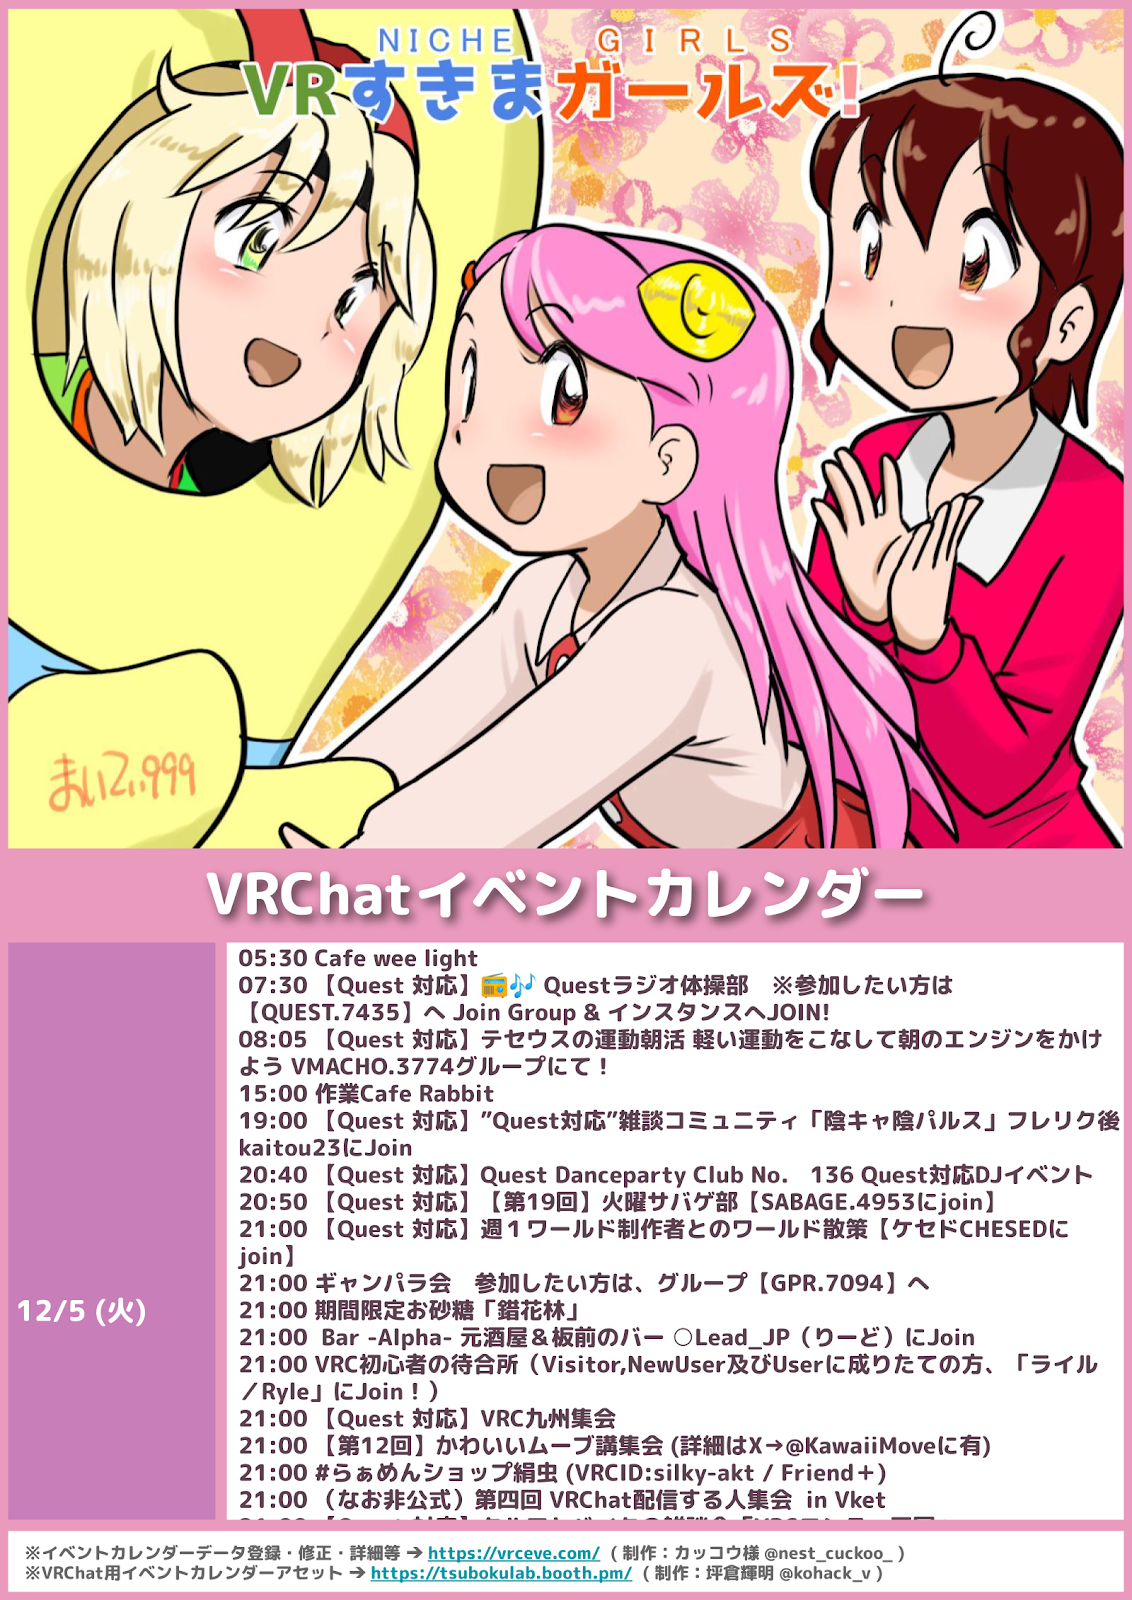 NICHE GIRLS
VRすきまガールズ!
まいてぃ999
VRChatイベントカレンダー
12/5 (火)
05:30 Cafe wee light
07:30 【Quest 対応】📻🎶 Questラジオ体操部　※参加したい方は
【QUEST.7435】へ Join Group & インスタンスへJOIN!
08:05 【Quest 対応】テセウスの運動朝活 軽い運動をこなして朝のエンジンをかけ
よう VMACHO.3774グループにて！
15:00 作業Cafe Rabbit
19:00 【Quest 対応】”Quest対応”雑談コミュニティ「陰キャ陰パルス」フレリク後
kaitou23にJoin
20:40 【Quest 対応】Quest Danceparty Club No.　136 Quest対応DJイベント
20:50 【Quest 対応】【第19回】火曜サバゲ部【SABAGE.4953にjoin】
21:00 【Quest 対応】週１ワールド制作者とのワールド散策【ケセドCHESEDに
join】
21:00 ギャンパラ会　参加したい方は、グループ【GPR.7094】へ
21:00 期間限定お砂糖「錯花林」
21:00 Bar -Alpha- 元酒屋＆板前のバー ○Lead_JP（りーど）にJoin
21:00 VRC初心者の待合所（Visitor,NewUser及びUserに成りたての方、「ライル
／Ryle」にJoin！）
21:00 【Quest 対応】VRC九州集会
21:00 【第12回】かわいいムーブ講集会 (詳細はX→@KawaiiMoveに有)
21:00 #らぁめんショップ絹虫 (VRCID:silky-akt / Friend＋)
21:00 （なお非公式）第四回 VRChat配信する人集会 in Vket
※イベントカレンダーデータ登録・修正・詳細等 ➔ https://vrceve.com/ （ 制作：カッコウ様 @nest_cuckoo_ ）
※VRChat用イベントカレンダーアセット ➔ https://tsubokulab.booth.pm/ （ 制作：坪倉輝明 @kohack_v ）